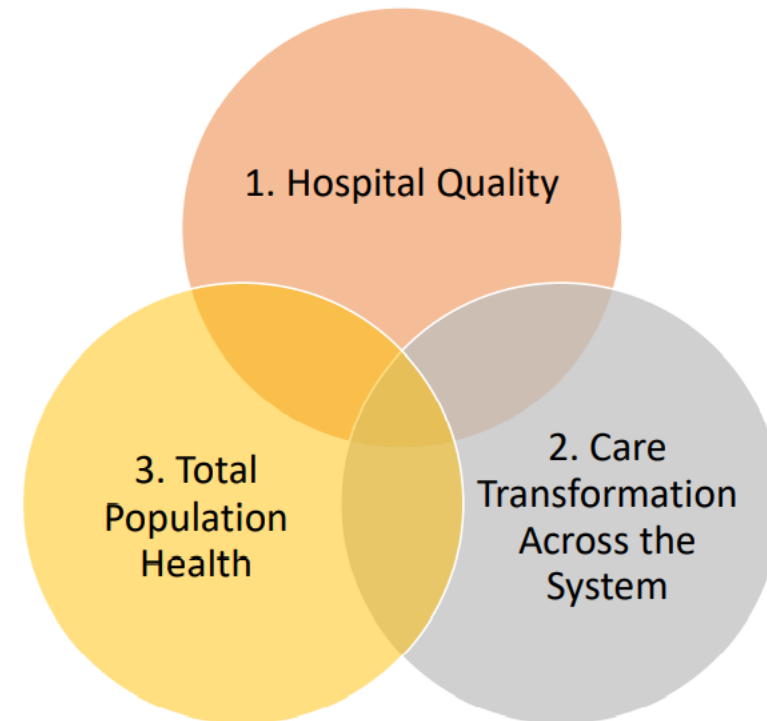 1. Hospital Quality
3. Total
Population
Health
2. Care
Transformation
Across the
System